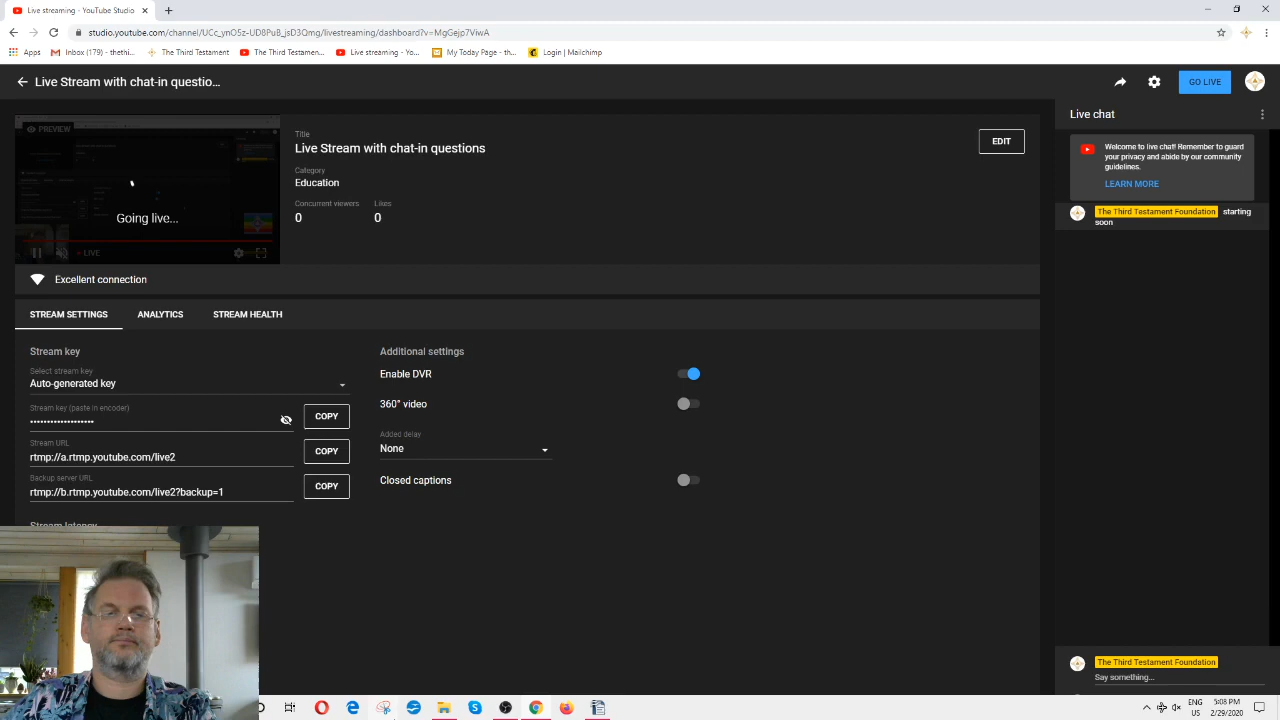 Live streaming - YouTube Studio
studio.youtube.com/channel/UCc_ynO5z-UD8PuB_jsD3Qmg/livestreaming/dashboard?v=MgGejp7ViwA
Apps Inbox (179) - thethi... The Third Testament The Third Testamen... Live streaming - Yo... My Today Page - th... Login | Mailchimp
Live Stream with chat-in questio...
GO LIVE
PREVIEW
Going live...
LIVE
Title
Live Stream with chat-in questions
EDIT
Category
Education
Concurrent viewers Likes
0 0
Excellent connection
STREAM SETTINGS ANALYTICS STREAM HEALTH
Stream key
Select stream key
Auto-generated key
Stream key (paste in encoder)
•••••••••••••••••••
COPY
Stream URL
rtmp://a.rtmp.youtube.com/live2
COPY
Backup server URL
rtmp://b.rtmp.youtube.com/live2?backup=1
COPY
Stream latency
Additional settings
Enable DVR
360° video
Added delay
None
Closed captions
Live chat
Welcome to live chat! Remember to guard
your privacy and abide by our community
guidelines.
LEARN MORE
The Third Testament Foundation starting
soon
The Third Testament Foundation
Say something...
ENG 5:08 PM
US 2/29/2020